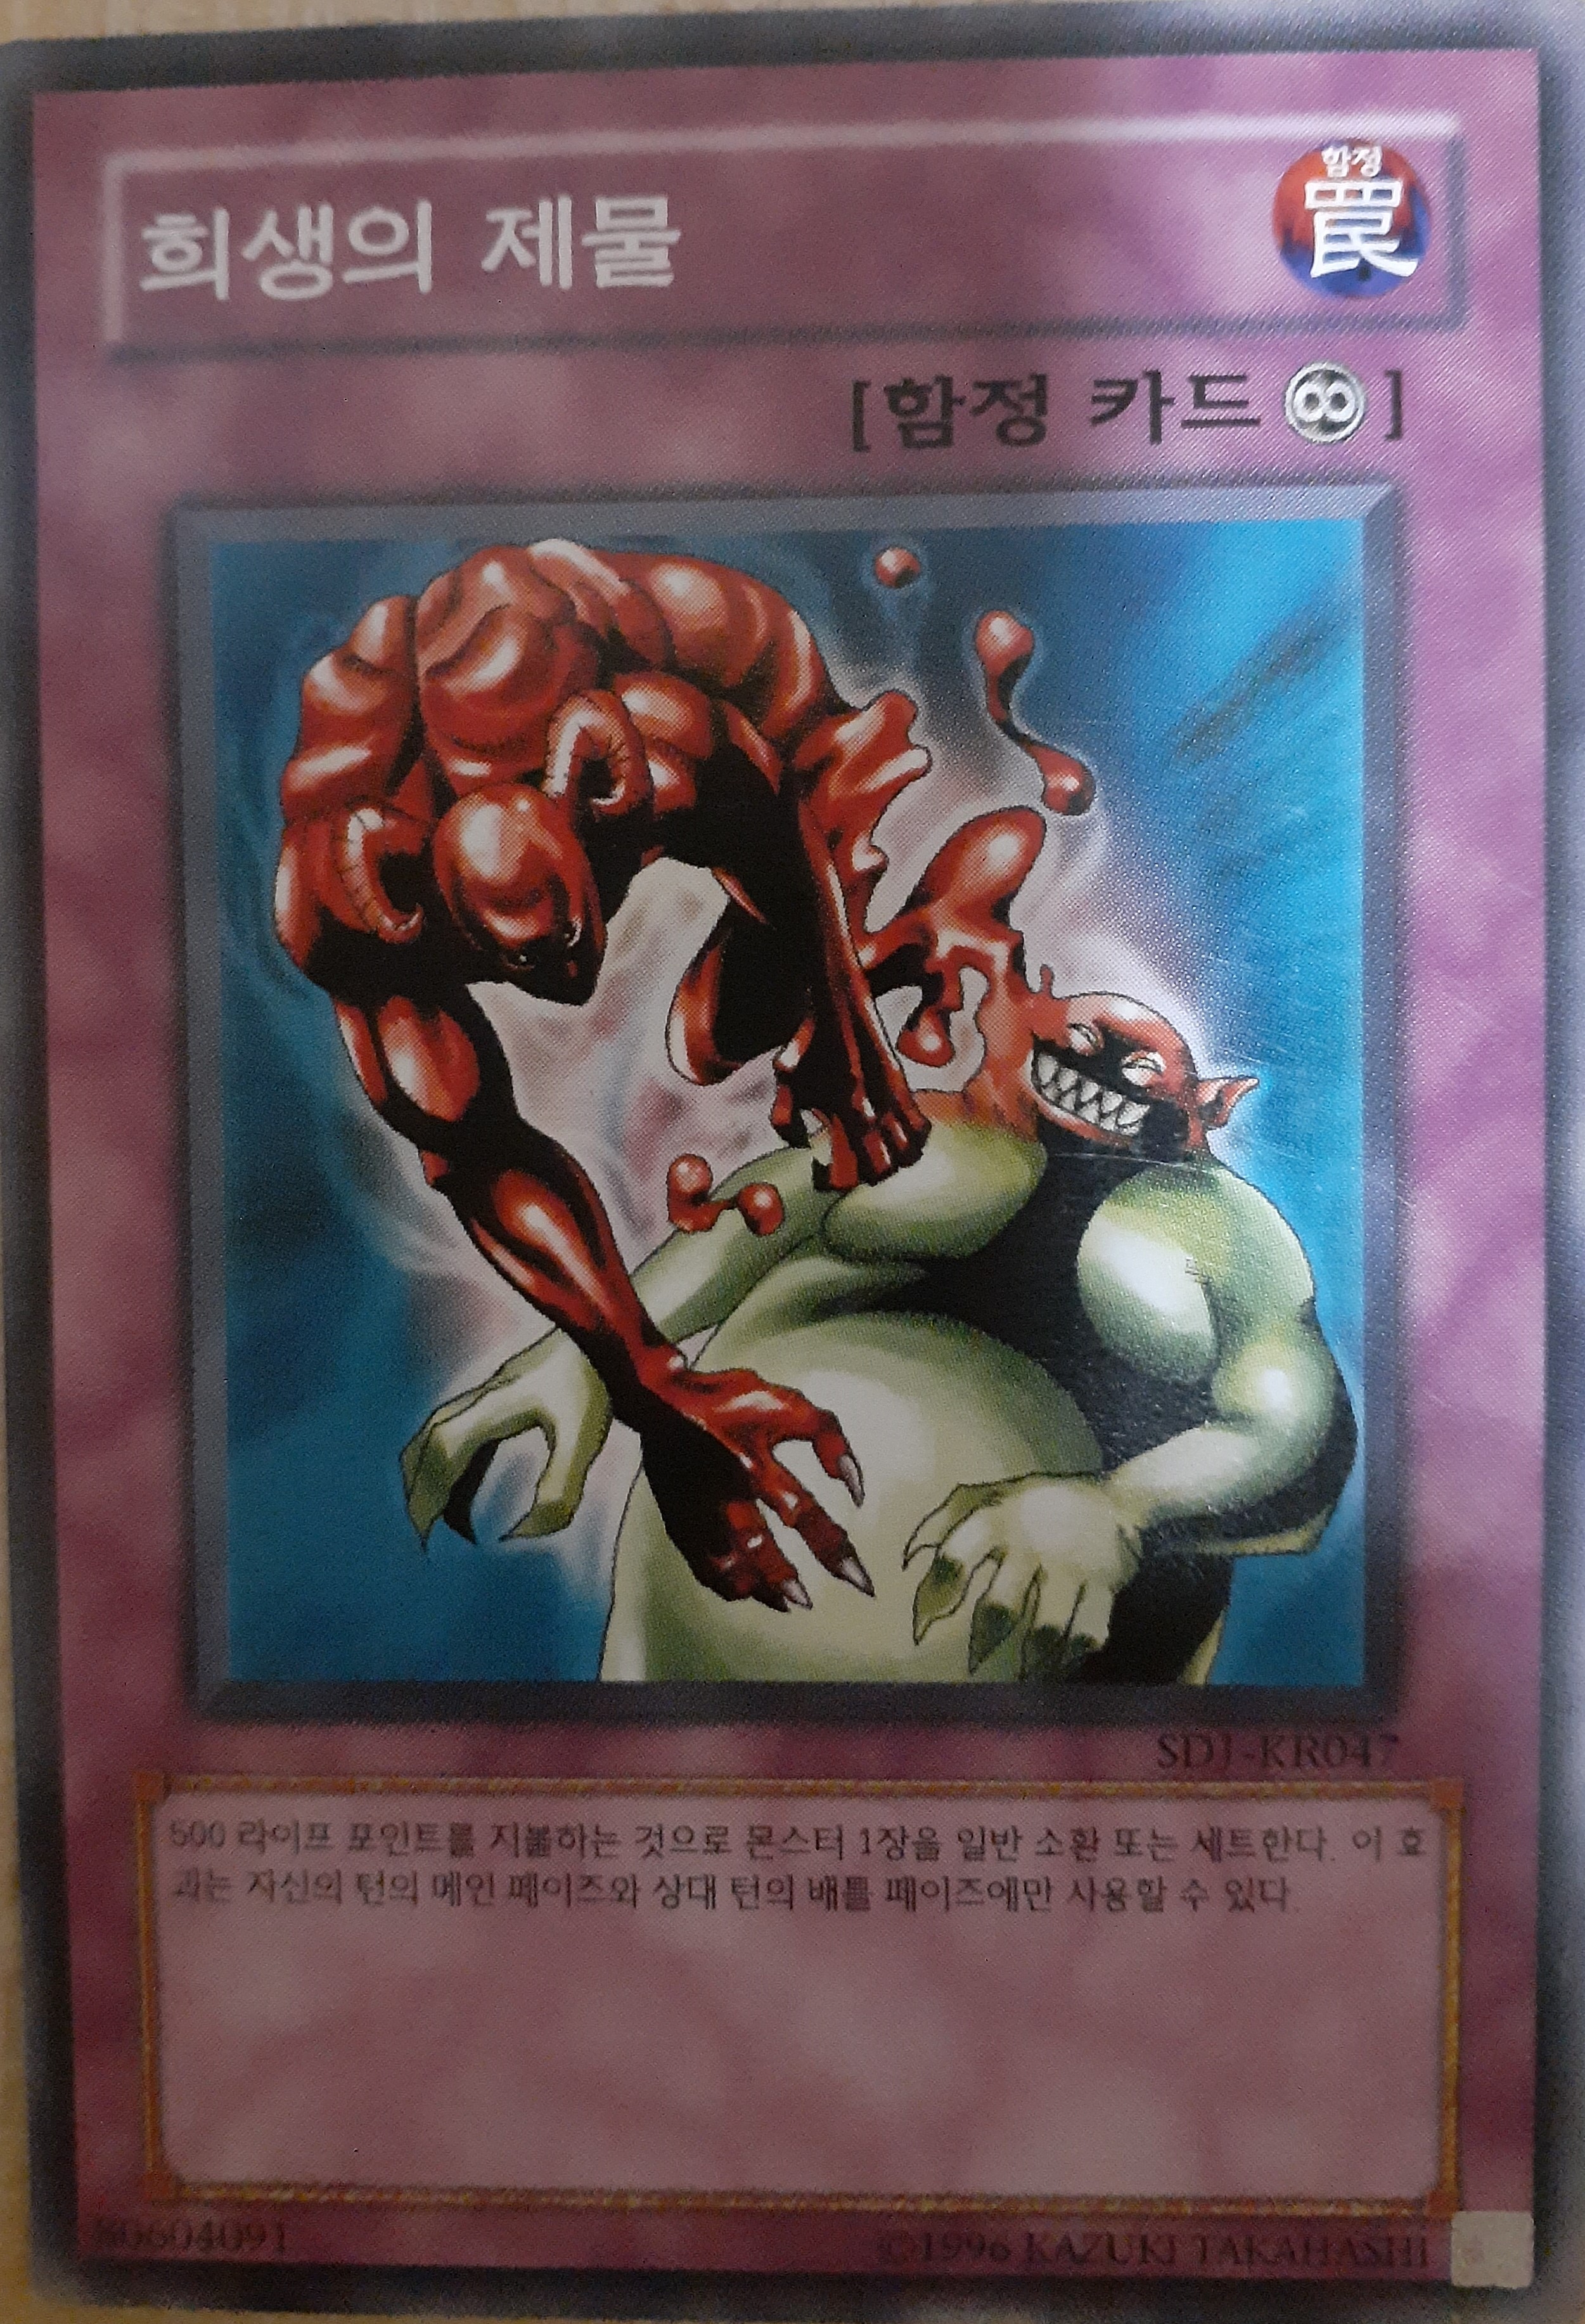 희생의 제물
함정
罠
[함정 카드 ]
SDJ-KR047
500 라이프 포인트를 지불하는 것으로 몬스터 1장을 일반 소환 또는 세트한다. 이 효
과는 자신의 턴의 메인 페이즈와 상대 턴의 배틀 페이즈에만 사용할 수 있다.
80604091
©1996 KAZUKI TAKAHASHI